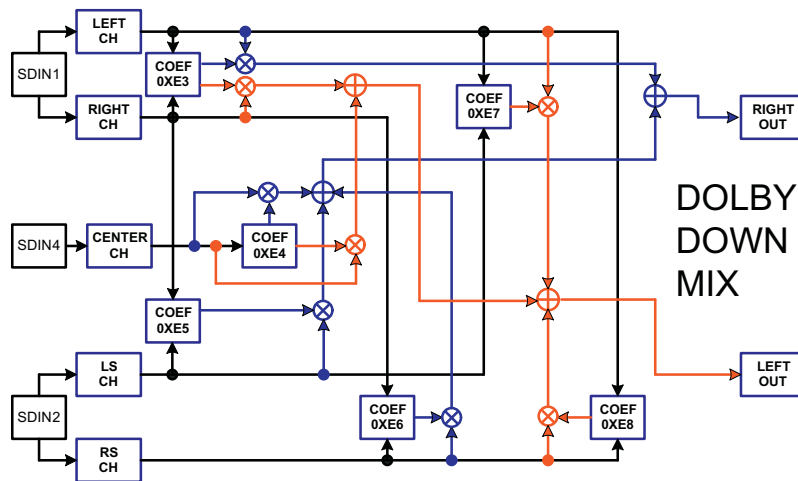 LEFT
CH
SDIN1
COEF
0XE3
RIGHT
CH
COEF
0XE7
RIGHT
OUT
DOLBY
DOWN
MIX
SDIN4
CENTER
CH
COEF
0XE4
COEF
0XE5
LS
CH
LEFT
OUT
SDIN2
COEF
0XE6
COEF
0XE8
RS
CH